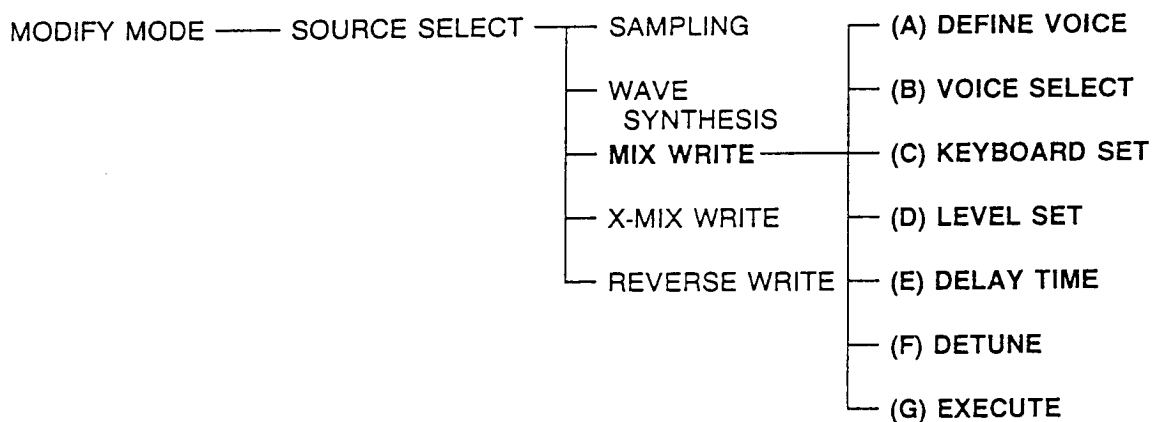 MODIFY MODE SOURCE SELECT SAMPLING (A) DEFINE VOICE
WAVE (B) VOICE SELECT
SYNTHESIS
MIX WRITE (C) KEYBOARD SET
X-MIX WRITE (D) LEVEL SET
REVERSE WRITE (E) DELAY TIME
(F) DETUNE
(G) EXECUTE